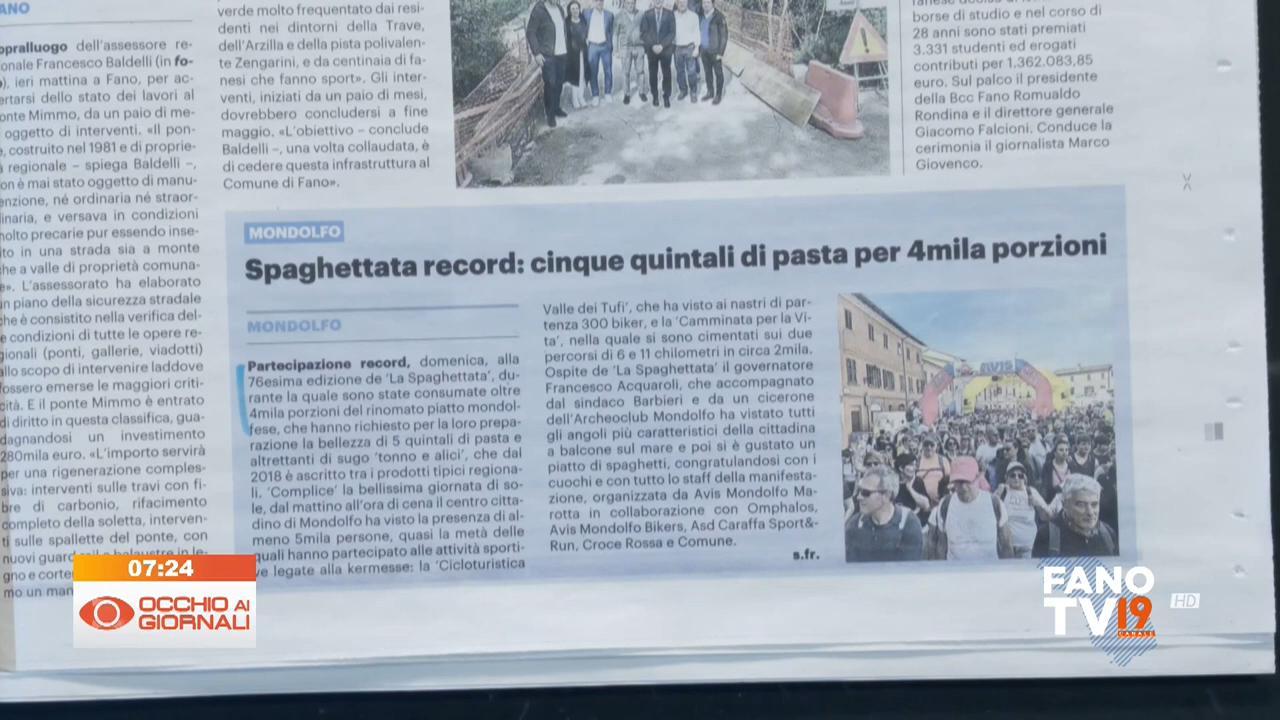 ANO
opralluogo dell'assessore re-
onale Francesco Baldelli (in fo-
), ieri mattina a Fano, per ac-
ertarsi dello stato dei lavori al
onte Mimmo, da un paio di me-
oggetto di interventi. «Il pon-
, costruito nel 1981 e di proprie-
à regionale – spiega Baldelli –,
on è mai stato oggetto di manu-
enzione, né ordinaria né straor-
inaria, e versava in condizioni
olto precarie pur essendo inse-
ito in una strada sia a monte
he a valle di proprietà comuna-
e». L'assessorato ha elaborato
n piano della sicurezza stradale
he è consistito nella verifica del-
e condizioni di tutte le opere re-
gionali (ponti, gallerie, viadotti)
allo scopo di intervenire laddove
fossero emerse le maggiori criti-
cità. E il ponte Mimmo è entrato
di diritto in questa classifica, gua-
dagnandosi un investimento
280mila euro. «L'importo servirà
per una rigenerazione comples-
siva: interventi sulle travi con fi-
bre di carbonio, rifacimento
completo della soletta, interven-
ti sulle spallette del ponte, con
nuovi guard
gno e corte
mo un man
verde molto frequentato dai resi-
denti nei dintorni della Trave,
dell'Arzilla e della pista polivalen-
te Zengarini, e da centinaia di fa-
nesi che fanno sport». Gli inter-
venti, iniziati da un paio di mesi,
dovrebbero concludersi a fine
maggio. «L'obiettivo – conclude
Baldelli –, una volta collaudata, è
di cedere questa infrastruttura al
Comune di Fano».
borse di studio e nel corso di
28 anni sono stati premiati
3.331 studenti ed erogati
contributi per 1.362.083,85
euro. Sul palco il presidente
della Bcc Fano Romualdo
Rondina e il direttore generale
Giacomo Falcioni. Conduce la
cerimonia il giornalista Marco
Giovenco.
MONDOLFO
Spaghettata record: cinque quintali di pasta per 4mila porzioni
MONDOLFO
Partecipazione record, domenica, alla
76esima edizione de 'La Spaghettata', du-
rante la quale sono state consumate oltre
4mila porzioni del rinomato piatto mondol-
fese, che hanno richiesto per la loro prepa-
razione la bellezza di 5 quintali di pasta e
altrettanti di sugo 'tonno e alici', che dal
2018 è ascritto tra i prodotti tipici regiona-
li. 'Complice' la bellissima giornata di so-
le, dal mattino all'ora di cena il centro citta-
dino di Mondolfo ha visto la presenza di al-
meno 5mila persone, quasi la metà delle
quali hanno partecipato alle attività sporti-
ve legate alla kermesse: la 'Cicloturistica
Valle dei Tufi', che ha visto ai nastri di par-
tenza 300 biker, e la 'Camminata per la Vi-
ta', nella quale si sono cimentati sui due
percorsi di 6 e 11 chilometri in circa 2mila.
Ospite de 'La Spaghettata' il governatore
Francesco Acquaroli, che accompagnato
dal sindaco Barbieri e da un cicerone
dell'Archeoclub Mondolfo ha vistato tutti
gli angoli più caratteristici della cittadina
a balcone sul mare e poi si è gustato un
piatto di spaghetti, congratulandosi con i
cuochi e con tutto lo staff della manifesta-
zione, organizzata da Avis Mondolfo Ma-
rotta in collaborazione con Omphalos,
Avis Mondolfo Bikers, Asd Caraffa Sport&-
Run, Croce Rossa e Comune.
s.fr.
AVIS
07:24
OCCHIO AI
GIORNALI
FANO
TV 19
CANALE
HD